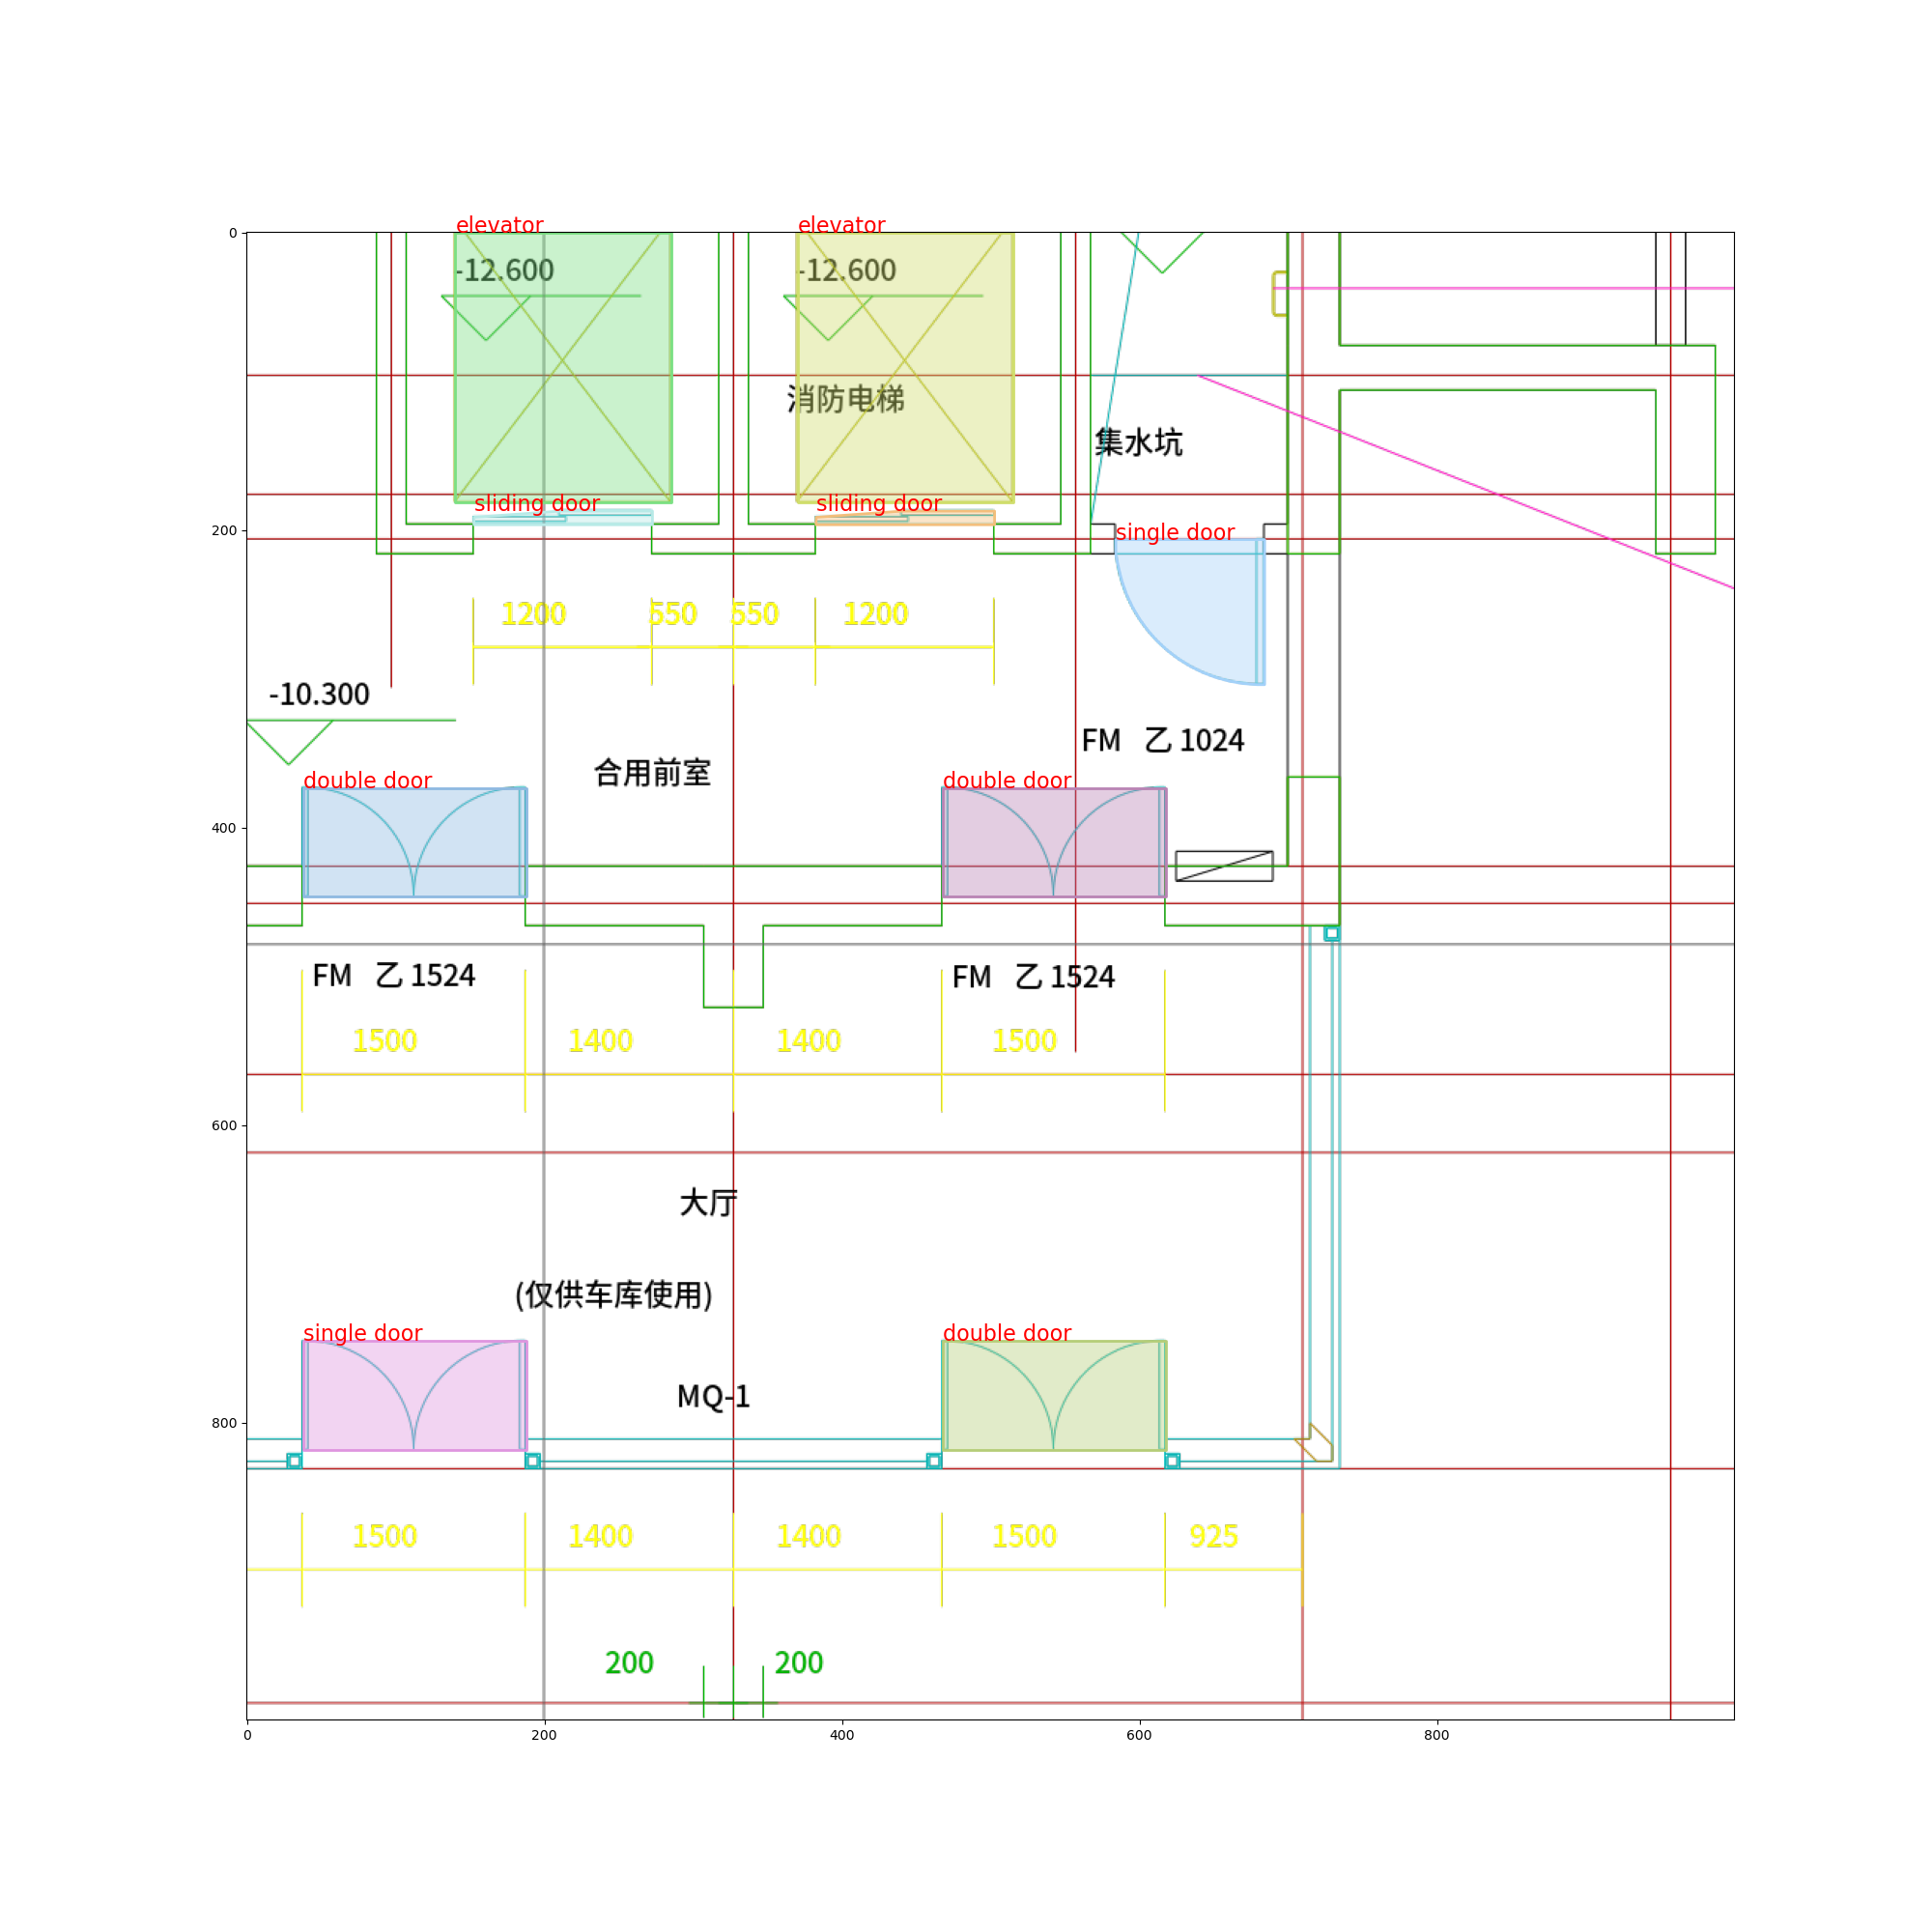 elevator
elevator
0
-12.600
-12.600
消防电梯
集水坑
sliding door
sliding door
200
single door
1200
550
550
1200
-10.300
FM 乙 1024
合用前室
double door
double door
400
FM 乙 1524
FM 乙 1524
1500
1400
1400
1500
600
大厅
(仅供车库使用)
single door
double door
MQ-1
800
1500
1400
1400
1500
925
200
200
0
200
400
600
800